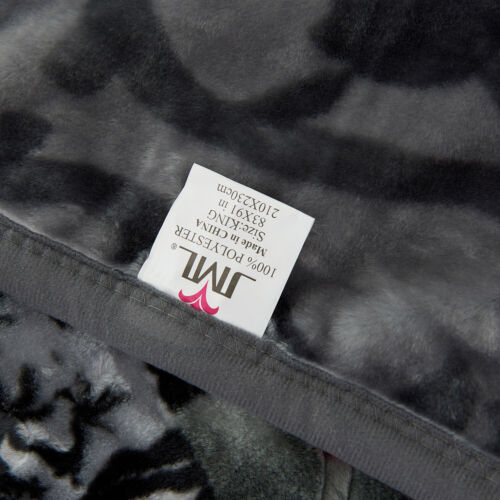 JML®
100% POLYESTER
Made in CHINA
Size:KING
83X91 in
210X230cm